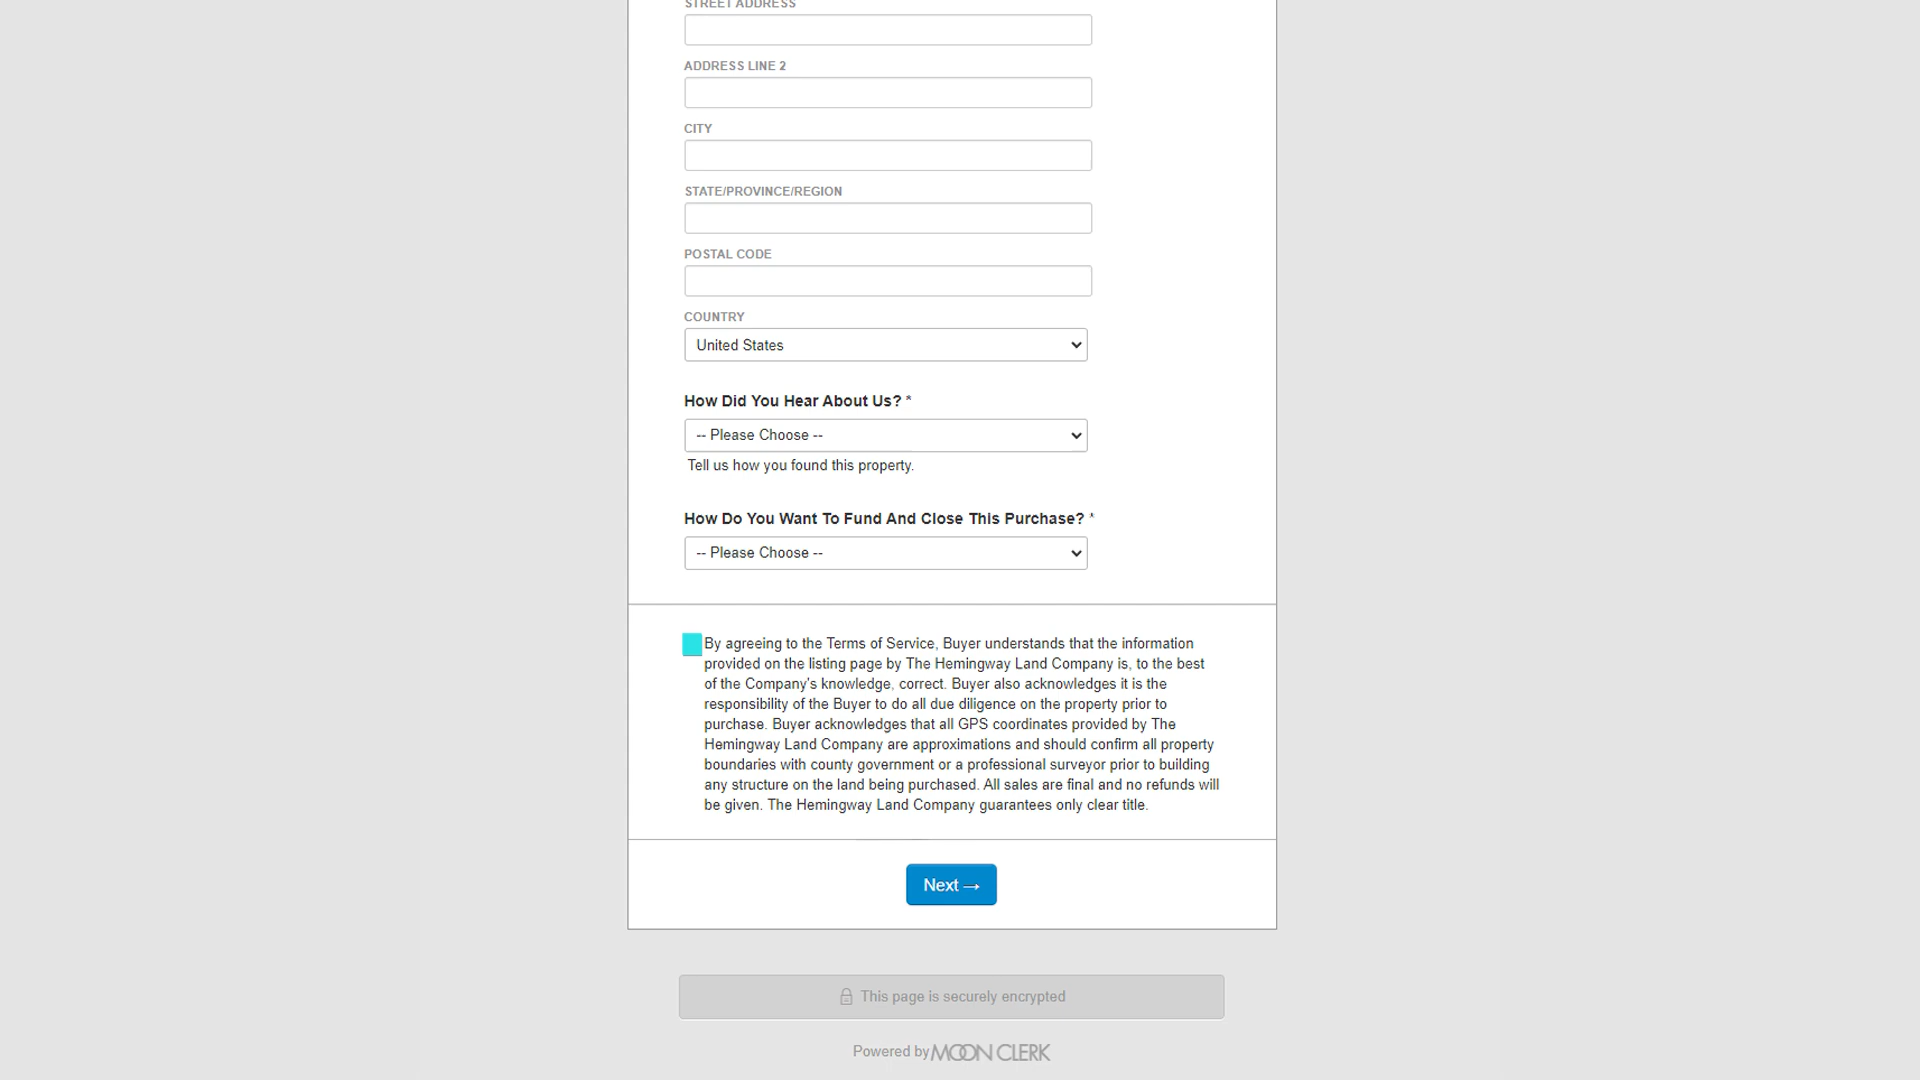 STREET ADDRESS
ADDRESS LINE 2
CITY
STATE/PROVINCE/REGION
POSTAL CODE
COUNTRY
United States
How Did You Hear About Us? *
-- Please Choose --
Tell us how you found this property.
How Do You Want To Fund And Close This Purchase? *
-- Please Choose --
By agreeing to the Terms of Service, Buyer understands that the information
provided on the listing page by The Hemingway Land Company is, to the best
of the Company's knowledge, correct. Buyer also acknowledges it is the
responsibility of the Buyer to do all due diligence on the property prior to
purchase. Buyer acknowledges that all GPS coordinates provided by The
Hemingway Land Company are approximations and should confirm all property
boundaries with county government or a professional surveyor prior to building
any structure on the land being purchased. All sales are final and no refunds will
be given. The Hemingway Land Company guarantees only clear title.
Next →
This page is securely encrypted
Powered by MOON CLERK